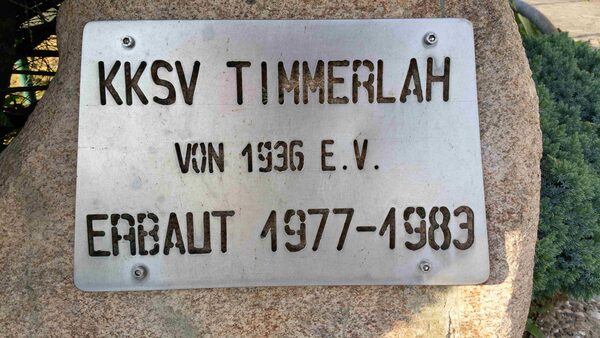 KKSV TIMMERLAH
VON 1936 E.V.
ERBAUT 1977-1983